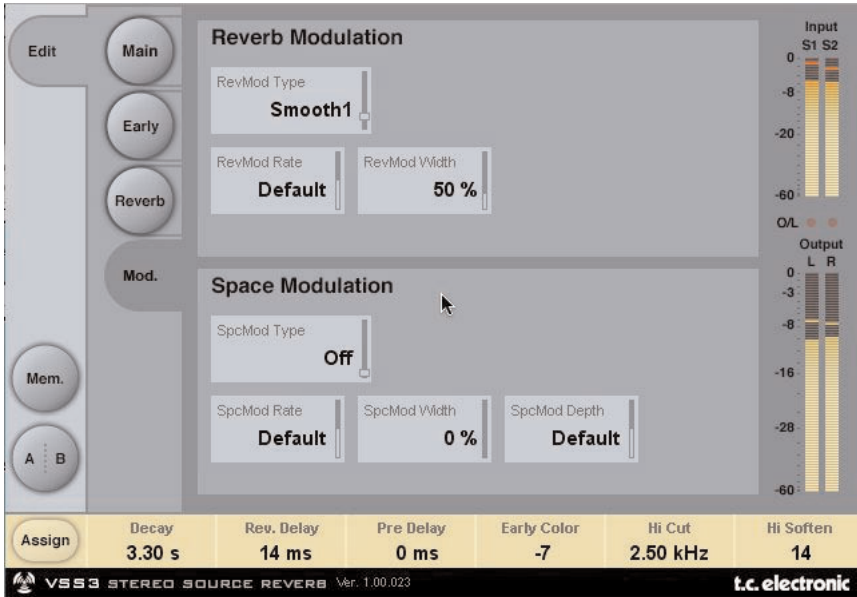 Edit
Main
Early
Reverb
Mod.
Mem.
A B
Reverb Modulation
RevMod Type
Smooth1
RevMod Rate
Default
RevMod Width
50 %
Space Modulation
SpcMod Type
Off
SpcMod Rate
Default
SpcMod Width
0 %
SpcMod Depth
Default
Input
S1 S2
0
-8
-20
-60
O/L
Output
L R
0
-3
-8
-16
-28
-60
Assign
Decay
3.30 s
Rev. Delay
14 ms
Pre Delay
0 ms
Early Color
-7
Hi Cut
2.50 kHz
Hi Soften
14
VSS3 STEREO SOURCE REVERB Ver. 1.00.023
t.c. electronic